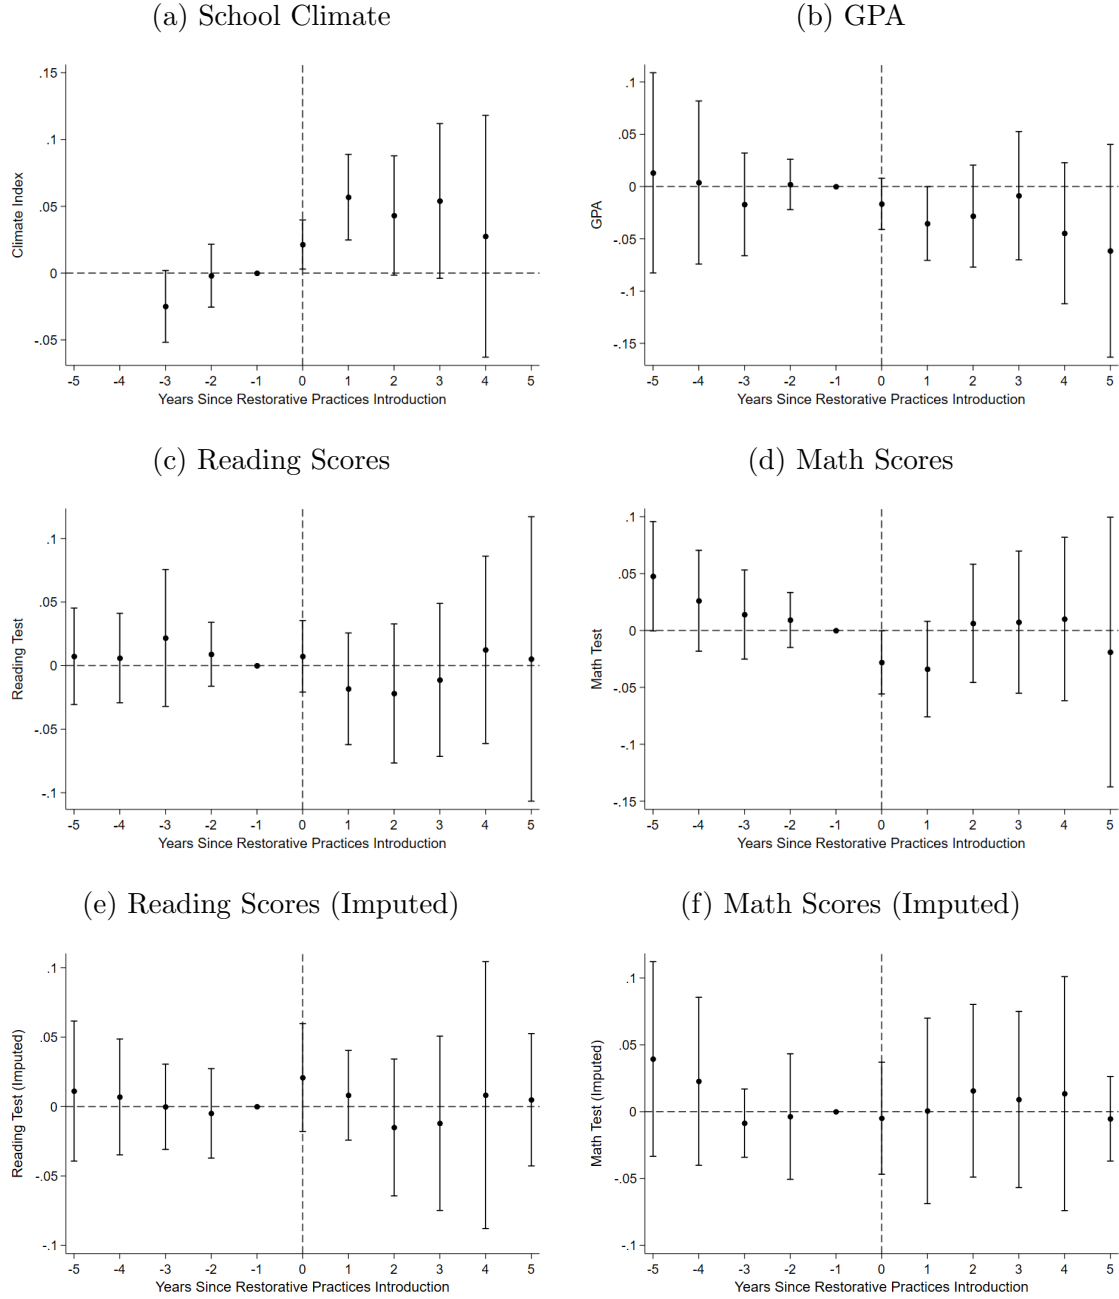 (a) School Climate
.15
.1
.05
0
-.05
Climate Index
-5 -4 -3 -2 -1 0 1 2 3 4 5
Years Since Restorative Practices Introduction
(b) GPA
.1
.05
0
-.05
-.1
-.15
GPA
-5 -4 -3 -2 -1 0 1 2 3 4 5
Years Since Restorative Practices Introduction
(c) Reading Scores
.1
.05
0
-.05
-.1
Reading Test
-5 -4 -3 -2 -1 0 1 2 3 4 5
Years Since Restorative Practices Introduction
(d) Math Scores
.1
.05
0
-.05
-.1
-.15
Math Test
-5 -4 -3 -2 -1 0 1 2 3 4 5
Years Since Restorative Practices Introduction
(e) Reading Scores (Imputed)
.1
.05
0
-.05
-.1
Reading Test (Imputed)
-5 -4 -3 -2 -1 0 1 2 3 4 5
Years Since Restorative Practices Introduction
(f) Math Scores (Imputed)
.1
.05
0
-.05
-.1
Math Test (Imputed)
-5 -4 -3 -2 -1 0 1 2 3 4 5
Years Since Restorative Practices Introduction